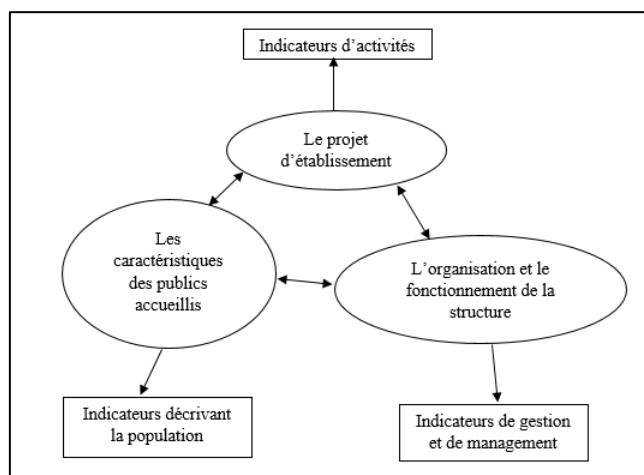 Indicateurs d’activités
Le projet
d’établissement
Les
caractéristiques
des publics
accueillis
L’organisation et le
fonctionnement de la
structure
Indicateurs décrivant
la population
Indicateurs de gestion
et de management